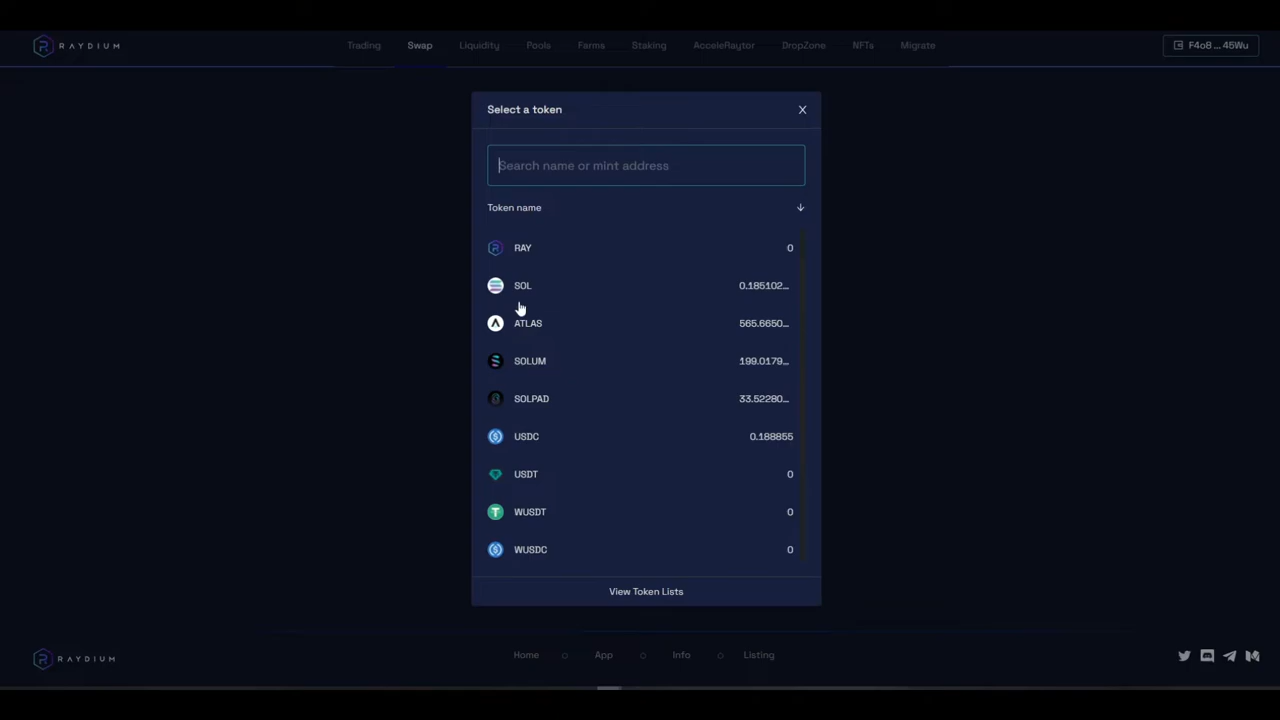 RAYDIUM
Trading Swap Liquidity Pools Farms Staking AcceleRaytor DropZone NFTs Migrate F4o8 ... 45Wu
Select a token X
Search name or mint address
Token name
RAY 0
SOL 0.185102...
ATLAS 565.6650...
SOLUM 199.0179...
SOLPAD 33.52280...
USDC 0.188855
USDT 0
WUSDT 0
WUSDC 0
View Token Lists
RAYDIUM Home App Info Listing